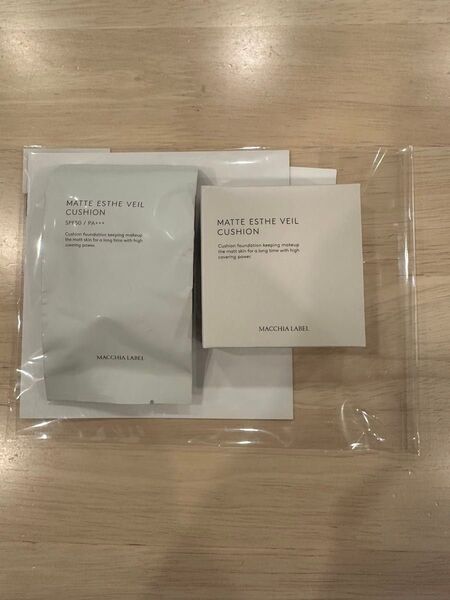 MATTE ESTHE VEIL
CUSHION
SPF50 / PA+++
Cushion foundation keeping makeup
the matt skin for a long time with high
covering power.
MACCHIA LABEL
MATTE ESTHE VEIL
CUSHION
Cushion foundation keeping makeup
the matt skin for a long time with high
covering power.
MACCHIA LABEL